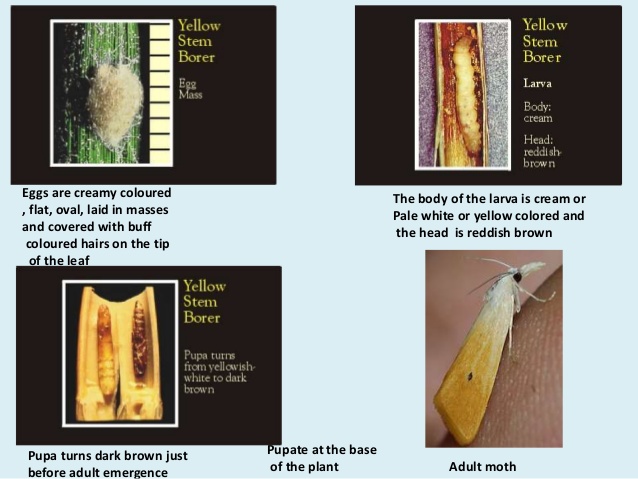 Yellow
Stem
Borer
Egg
Mass
Eggs are creamy coloured
, flat, oval, laid in masses
and covered with buff
coloured hairs on the tip
of the leaf
Yellow
Stem
Borer
Larva
Body:
cream
Head:
reddish-
brown
The body of the larva is cream or
Pale white or yellow colored and
the head is reddish brown
Yellow
Stem
Borer
Pupa turns
from yellowish-
white to dark
brown
Pupa turns dark brown just
before adult emergence
Pupate at the base
of the plant
Adult moth